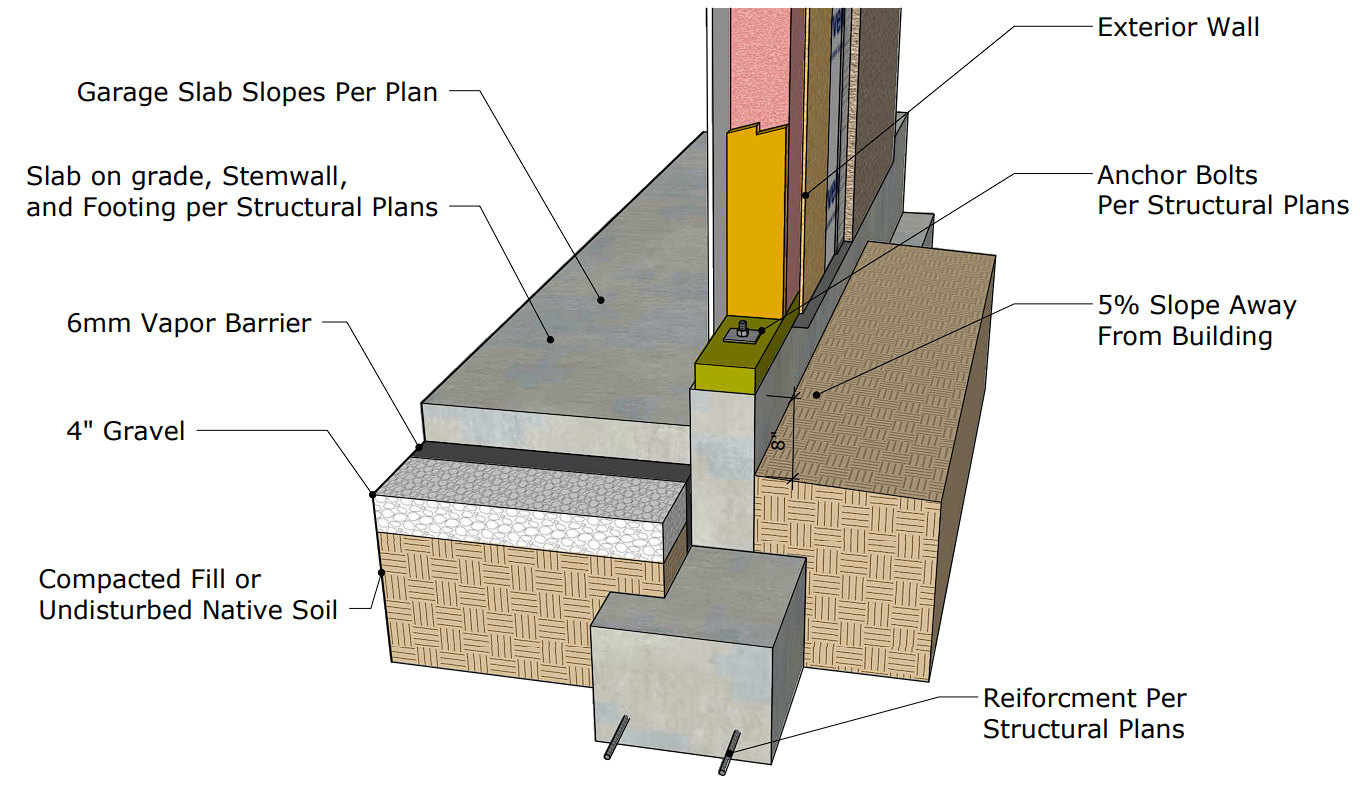 Garage Slab Slopes Per Plan
Slab on grade, Stemwall,
and Footing per Structural Plans
6mm Vapor Barrier
4" Gravel
Compacted Fill or
Undisturbed Native Soil
Exterior Wall
Anchor Bolts
Per Structural Plans
5% Slope Away
From Building
8"
Reiforcment Per
Structural Plans